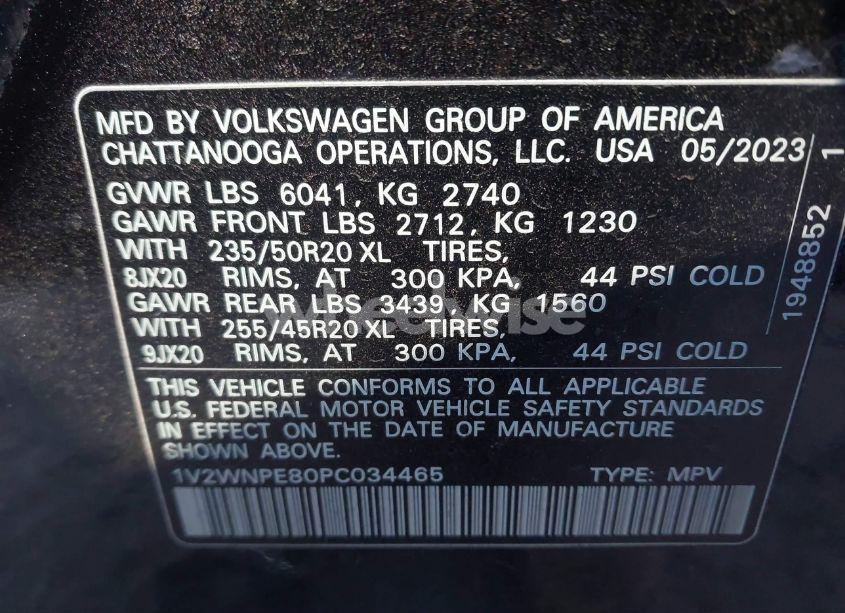 MFD BY VOLKSWAGEN GROUP OF AMERICA
CHATTANOOGA OPERATIONS, LLC. USA 05/2023
GVWR LBS 6041, KG 2740
GAWR FRONT LBS 2712, KG 1230
WITH 235/50R20 XL TIRES,
8JX20 RIMS, AT 300 KPA, 44 PSI COLD
GAWR REAR LBS 3439, KG 1560
WITH 255/45R20 XL TIRES,
9JX20 RIMS, AT 300 KPA, 44 PSI COLD
THIS VEHICLE CONFORMS TO ALL APPLICABLE
U.S. FEDERAL MOTOR VEHICLE SAFETY STANDARDS
IN EFFECT ON THE DATE OF MANUFACTURE
SHOWN ABOVE.
1V2WNPE80PC034465 TYPE: MPV
1948852 1